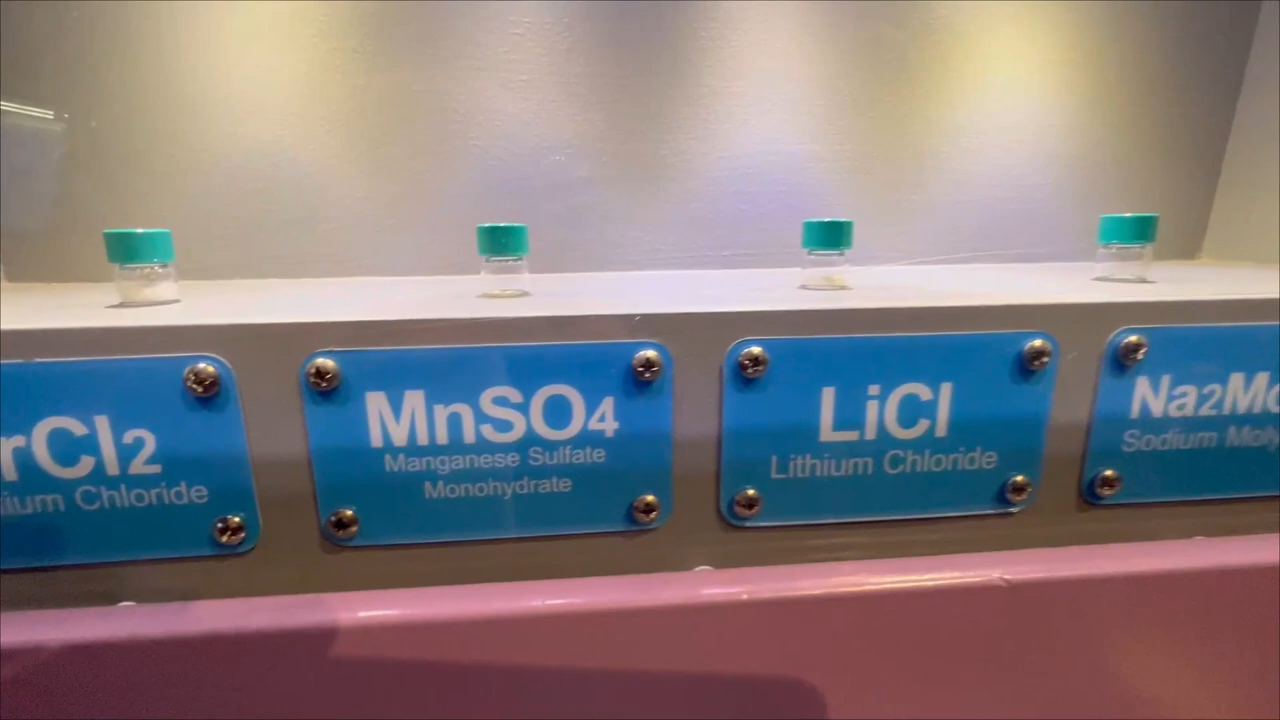 rCl2
ium Chloride
MnSO4
Manganese Sulfate
Monohydrate
LiCl
Lithium Chloride
Na2Mo
Sodium Moly